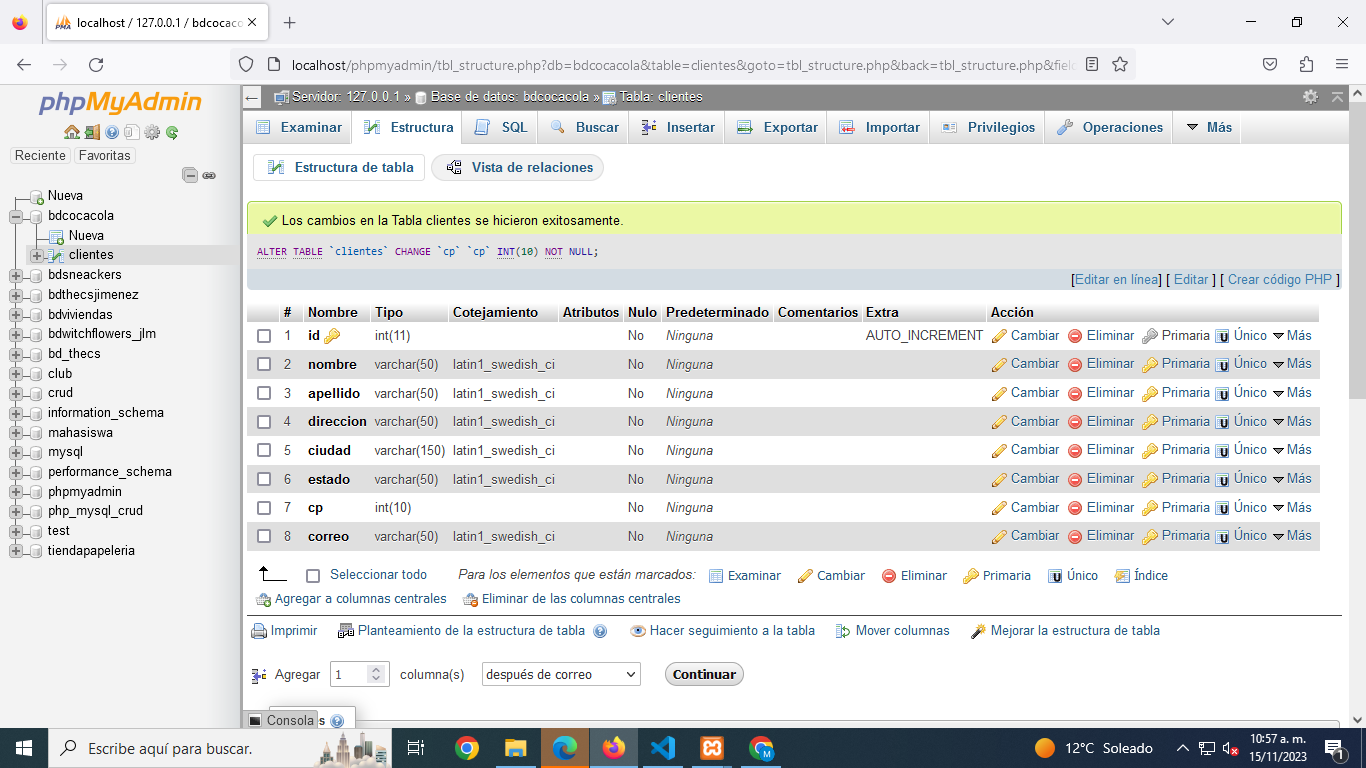 localhost / 127.0.0.1 / bdcocaco
localhost/phpmyadmin/tbl_structure.php?db=bdcocacola&table=clientes&goto=tbl_structure.php&back=tbl_structure.php&field
phpMyAdmin
Reciente Favoritas
Nueva
bdcocacola
Nueva
clientes
bdsneackers
bdthecsjimenez
bdviviendas
bdwitchflowers_jlm
bd_thecs
club
crud
information_schema
mahasiswa
mysql
performance_schema
phpmyadmin
php_mysql_crud
test
tiendapapeleria
Servidor: 127.0.0.1 » Base de datos: bdcocacola » Tabla: clientes
Examinar Estructura SQL Buscar Insertar Exportar Importar Privilegios Operaciones Más
Estructura de tabla Vista de relaciones
Los cambios en la Tabla clientes se hicieron exitosamente.
ALTER TABLE `clientes` CHANGE `cp` `cp` INT(10) NOT NULL;
[Editar en línea] [ Editar ] [ Crear código PHP ]
# Nombre Tipo Cotejamiento Atributos Nulo Predeterminado Comentarios Extra Acción
1 id int(11) No Ninguna AUTO_INCREMENT Cambiar Eliminar Primaria Único Más
2 nombre varchar(50) latin1_swedish_ci No Ninguna Cambiar Eliminar Primaria Único Más
3 apellido varchar(50) latin1_swedish_ci No Ninguna Cambiar Eliminar Primaria Único Más
4 direccion varchar(50) latin1_swedish_ci No Ninguna Cambiar Eliminar Primaria Único Más
5 ciudad varchar(150) latin1_swedish_ci No Ninguna Cambiar Eliminar Primaria Único Más
6 estado varchar(50) latin1_swedish_ci No Ninguna Cambiar Eliminar Primaria Único Más
7 cp int(10) No Ninguna Cambiar Eliminar Primaria Único Más
8 correo varchar(50) latin1_swedish_ci No Ninguna Cambiar Eliminar Primaria Único Más
Seleccionar todo Para los elementos que están marcados: Examinar Cambiar Eliminar Primaria Único Índice
Agregar a columnas centrales Eliminar de las columnas centrales
Imprimir Planteamiento de la estructura de tabla Hacer seguimiento a la tabla Mover columnas Mejorar la estructura de tabla
Agregar 1 columna(s) después de correo Continuar
Consola s
Escribe aquí para buscar.
12°C Soleado
10:57 a. m.
15/11/2023
1